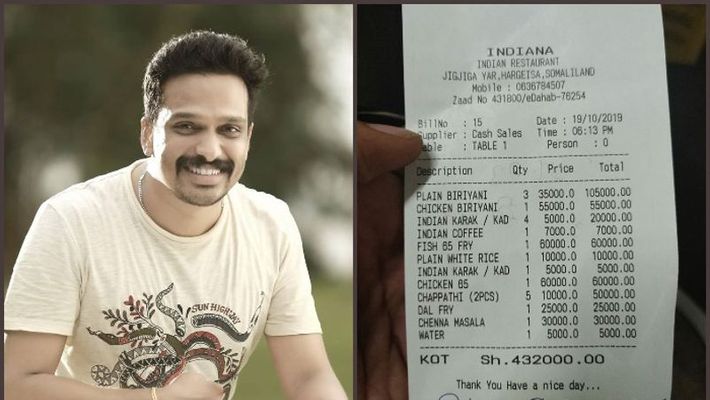 SUN HIGHWAY
INDIANA
INDIAN RESTAURANT
JIGJIGA YAR,HARGEISA,SOMALILAND
Mobile : 0636784507
Zaad No 431800/eDahab-76254
BillNo : 15 Date : 19/10/2019
Supplier : Cash Sales Time : 06:13 PM
able : TABLE 1 Person : 0
Description Qty Price Total
PLAIN BIRIYANI 3 35000.0 105000.00
CHICKEN BIRIYANI 1 55000.0 55000.00
INDIAN KARAK / KAD 4 5000.0 20000.00
INDIAN COFFEE 1 7000.0 7000.00
FISH 65 FRY 1 60000.0 60000.00
PLAIN WHITE RICE 1 10000.0 10000.00
INDIAN KARAK / KAD 1 5000.0 5000.00
CHICKEN 65 1 60000.0 60000.00
CHAPPATHI (2PCS) 5 10000.0 50000.00
DAL FRY 1 25000.0 25000.00
CHENNA MASALA 1 30000.0 30000.00
WATER 1 5000.0 5000.00
KOT Sh.432000.00
Thank You Have a nice day...